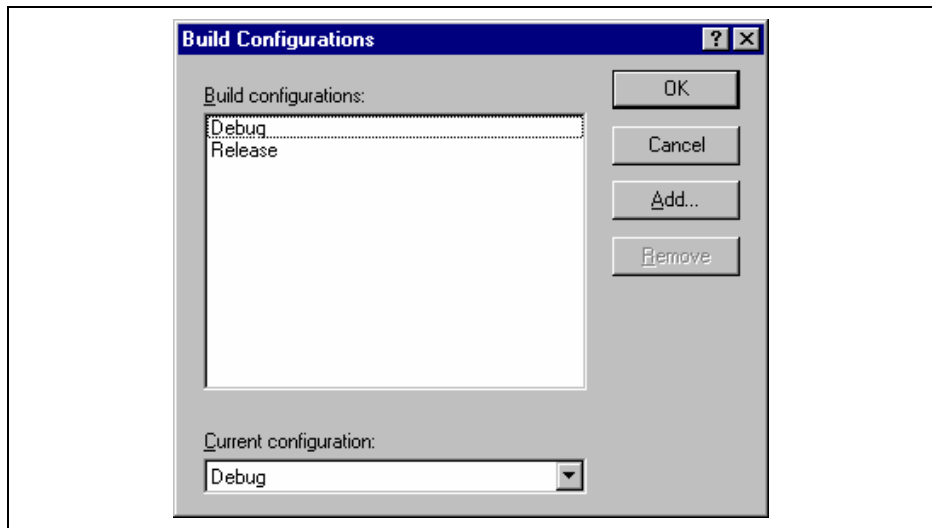 Build Configurations
Build configurations:
Debug
Release
OK
Cancel
Add...
Remove
Current configuration:
Debug